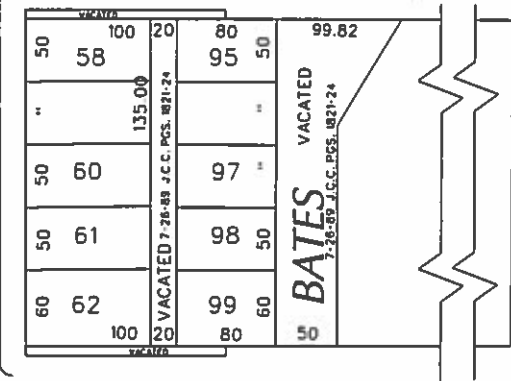 VACATED
100 20 80 99.82
50 58 95 50
"
135.00
"
50 60 97
50 61 98 50
60 62 99 60
VACATED 7-26-89 J.C.C. PGS. 1821-24
BATES VACATED
7-26-89 J.C.C. PGS. 1821-24
100 20 80 50
VACATED